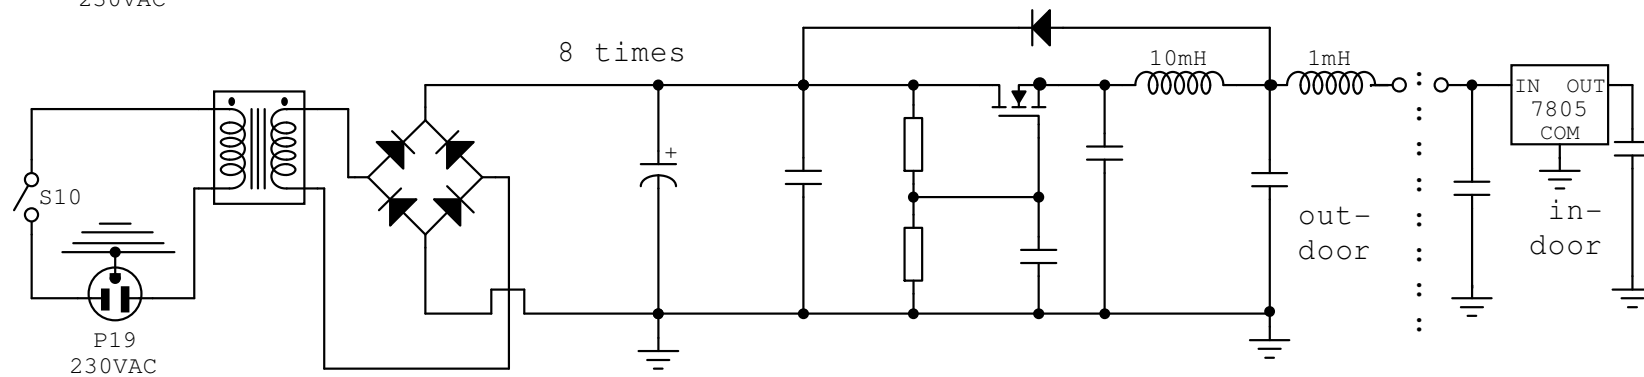 230VAC
8 times
10mH
1mH
IN OUT
7805
COM
S10
+
out-
door
in-
door
P19
230VAC